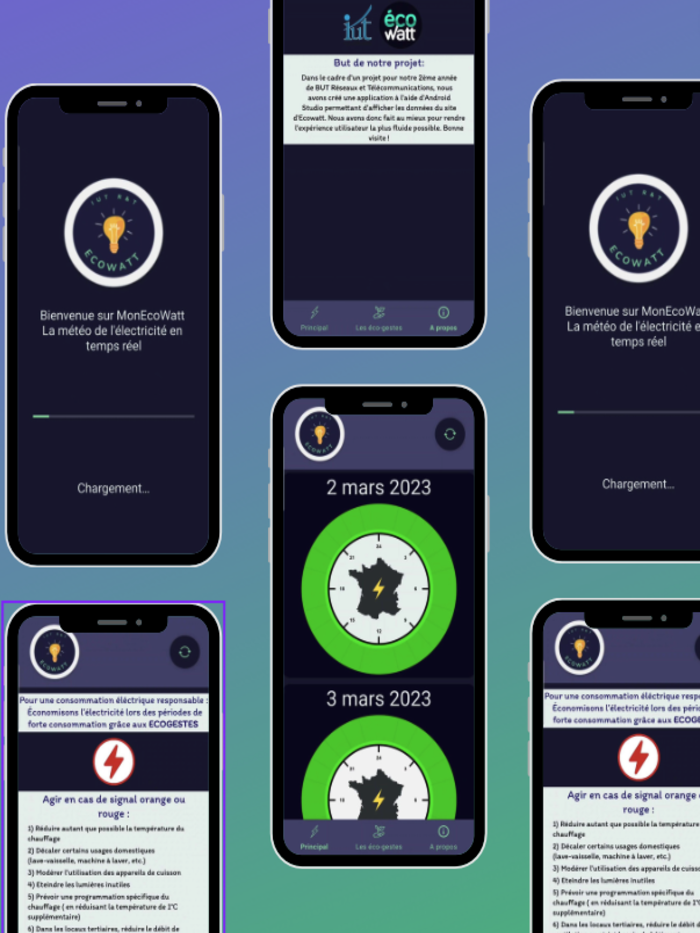 iut
éco
watt
But de notre projet:
Dans le cadre d'un projet pour notre 2ème année
de BUT Réseaux et Télécommunications, nous
avons créé une application à l'aide d'Android
Studio permettant d'afficher les données du site
d'Ecowatt. Nous avons donc fait au mieux pour rendre
l'expérience utilisateur la plus fluide possible. Bonne
visite !
Principal
Les éco-gestes
A propos
IUT R&T
ECOWATT
Bienvenue sur MonEcoWatt
La météo de l'électricité en
temps réel
Chargement...
IUT R&T
ECOWATT
Bienvenue sur MonEcoWa
La météo de l'électricité e
temps réel
Chargement...
ECOWATT
2 mars 2023
24
3
6
9
12
15
18
21
3 mars 2023
24
3
6
18
21
Principal
Les éco-gestes
A propos
ECOWATT
Pour une consommation éléctrique responsable :
Économisons l'électricité lors des périodes de
forte consommation grâce aux ECOGESTES
Agir en cas de signal orange ou
rouge :
1) Réduire autant que possible la température du
chauffage
2) Décaler certains usages domestiques
(lave-vaisselle, machine à laver, etc.)
3) Modérer l'utilisation des appareils de cuisson
4) Eteindre les lumières inutiles
5) Prévoir une programmation spécifique du
chauffage ( en réduisant la température de 1°C
supplémentaire)
6) Dans les locaux tertiaires, réduire le débit de
ECOWATT
Pour une consommation éléctrique respo
Économisons l'électricité lors des pério
forte consommation grâce aux ECOGE
Agir en cas de signal orange o
rouge :
1) Réduire autant que possible la température
chauffage
2) Décaler certains usages domestiques
(lave-vaisselle, machine à laver, etc.)
3) Modérer l'utilisation des appareils de cuisso
4) Eteindre les lumières inutiles
5) Prévoir une programmation spécifique du
chauffage ( en réduisant la température de 1°C
supplémentaire)
6) Dans les locaux tertiaires, réduire le débit de